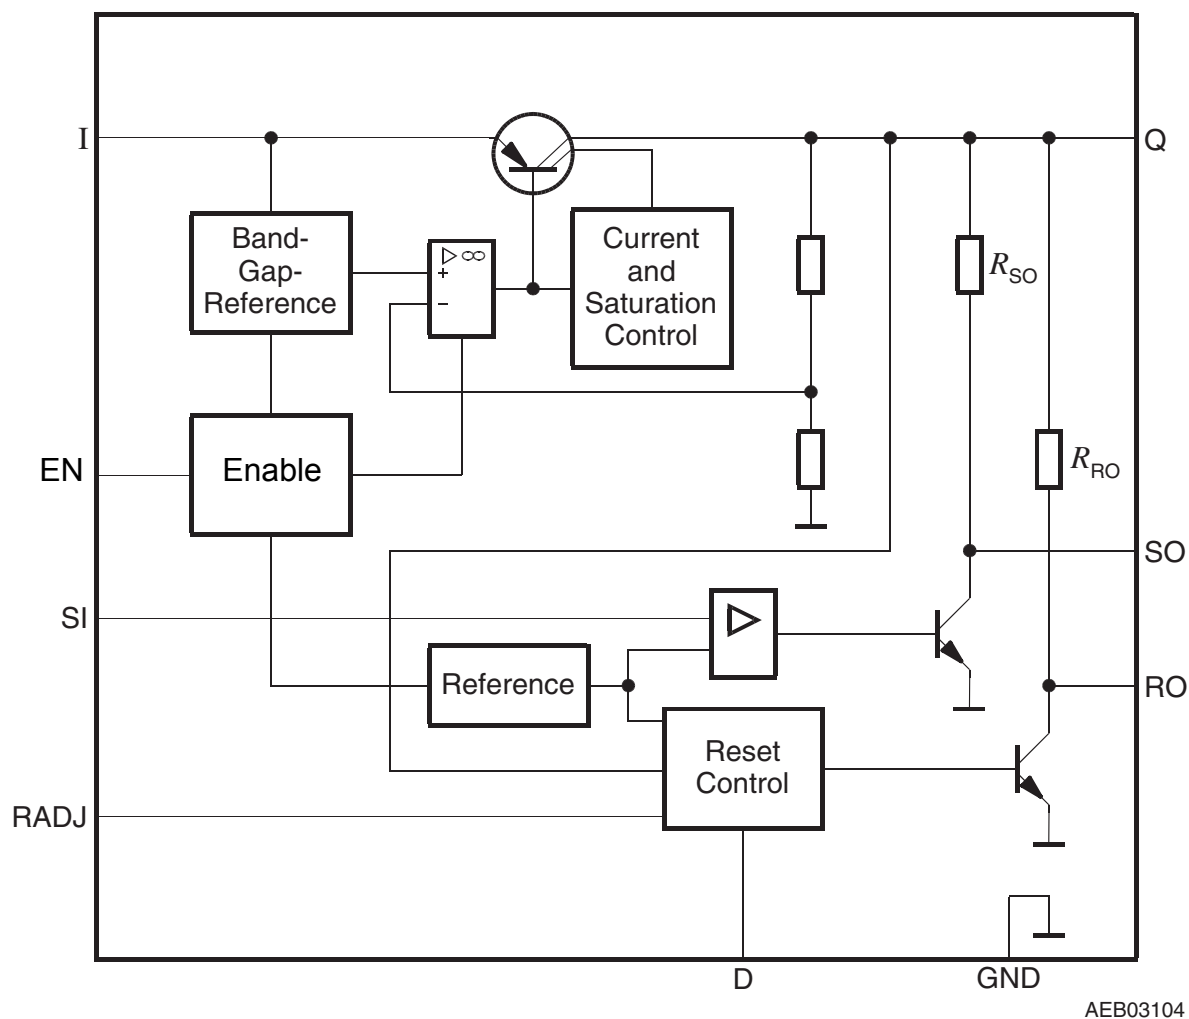 I
Q
Band-
Gap-
Reference
▷ ∞
+
−
Current
and
Saturation
Control
RSO
RRO
EN
Enable
SO
SI
Reference
RO
Reset
Control
RADJ
D
GND
AEB03104